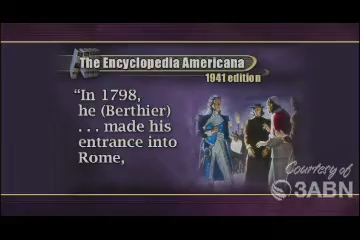 The Encyclopedia Americana
1941 edition
“In 1798,
he (Berthier)
. . . made his
entrance into
Rome,
Courtesy of
3ABN